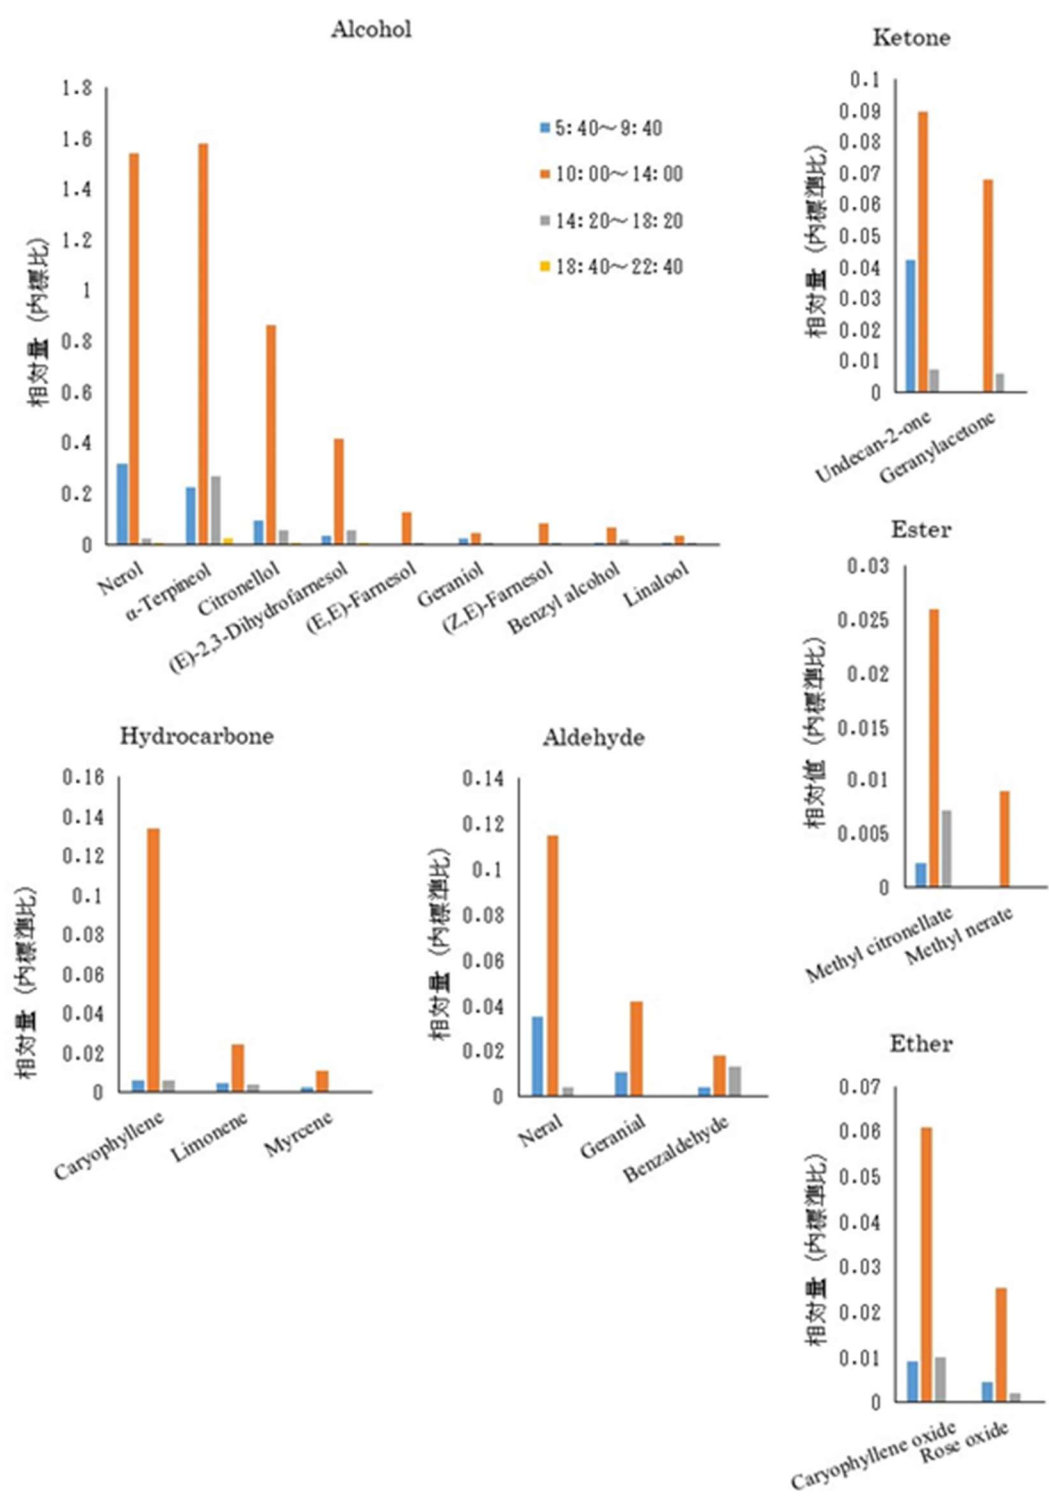 Alcohol
相対量（内標比）
1.8
1.6
1.4
1.2
1
0.8
0.6
0.4
0.2
0
5:40～9:40
10:00～14:00
14:20～18:20
18:40～22:40
Nerol
α-Terpineol
Citronellol
(E)-2,3-Dihydrofarnesol
(E,E)-Farnesol
Geraniol
(Z,E)-Farnesol
Benzyl alcohol
Linalool
Ketone
相対量（内標準比）
0.1
0.09
0.08
0.07
0.06
0.05
0.04
0.03
0.02
0.01
0
Undecan-2-one
Geranylacetone
Ester
相対値（内標準比）
0.03
0.025
0.02
0.015
0.01
0.005
0
Methyl citronellate
Methyl nerate
Hydrocarbone
相対量（内標準比）
0.16
0.14
0.12
0.1
0.08
0.06
0.04
0.02
0
Caryophyllene
Limonene
Myrcene
Aldehyde
相対量（内標準比）
0.14
0.12
0.1
0.08
0.06
0.04
0.02
0
Neral
Geranial
Benzaldehyde
Ether
相対量（内標準比）
0.07
0.06
0.05
0.04
0.03
0.02
0.01
0
Caryophyllene oxide
Rose oxide